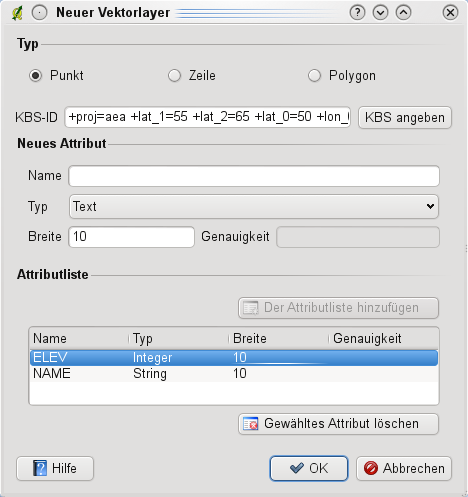 Neuer Vektorlayer
Typ
Punkt Zeile Polygon
KBS-ID +proj=aea +lat_1=55 +lat_2=65 +lat_0=50 +lon_ KBS angeben
Neues Attribut
Name
Typ Text
Breite 10 Genauigkeit
Attributliste
Der Attributliste hinzufügen
Name Typ Breite Genauigkeit
ELEV Integer 10
NAME String 10
Gewähltes Attribut löschen
Hilfe OK Abbrechen